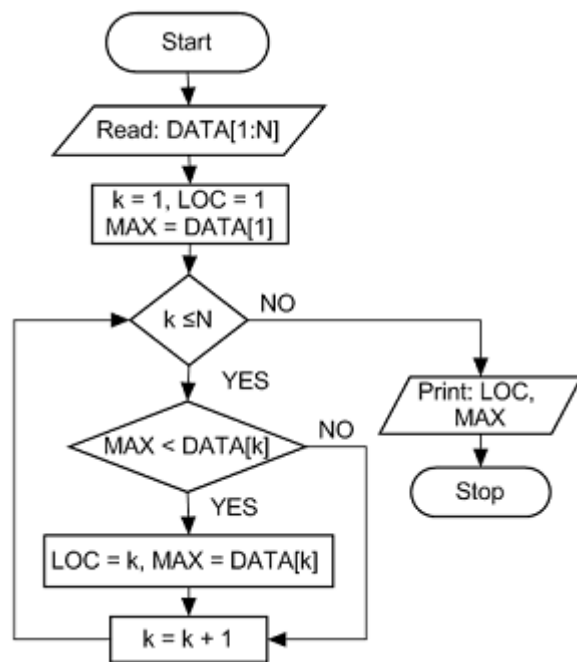 Start
Read: DATA[1:N]
k = 1, LOC = 1
MAX = DATA[1]
k ≤N
NO
YES
Print: LOC,
MAX
MAX < DATA[k]
NO
YES
Stop
LOC = k, MAX = DATA[k]
k = k + 1